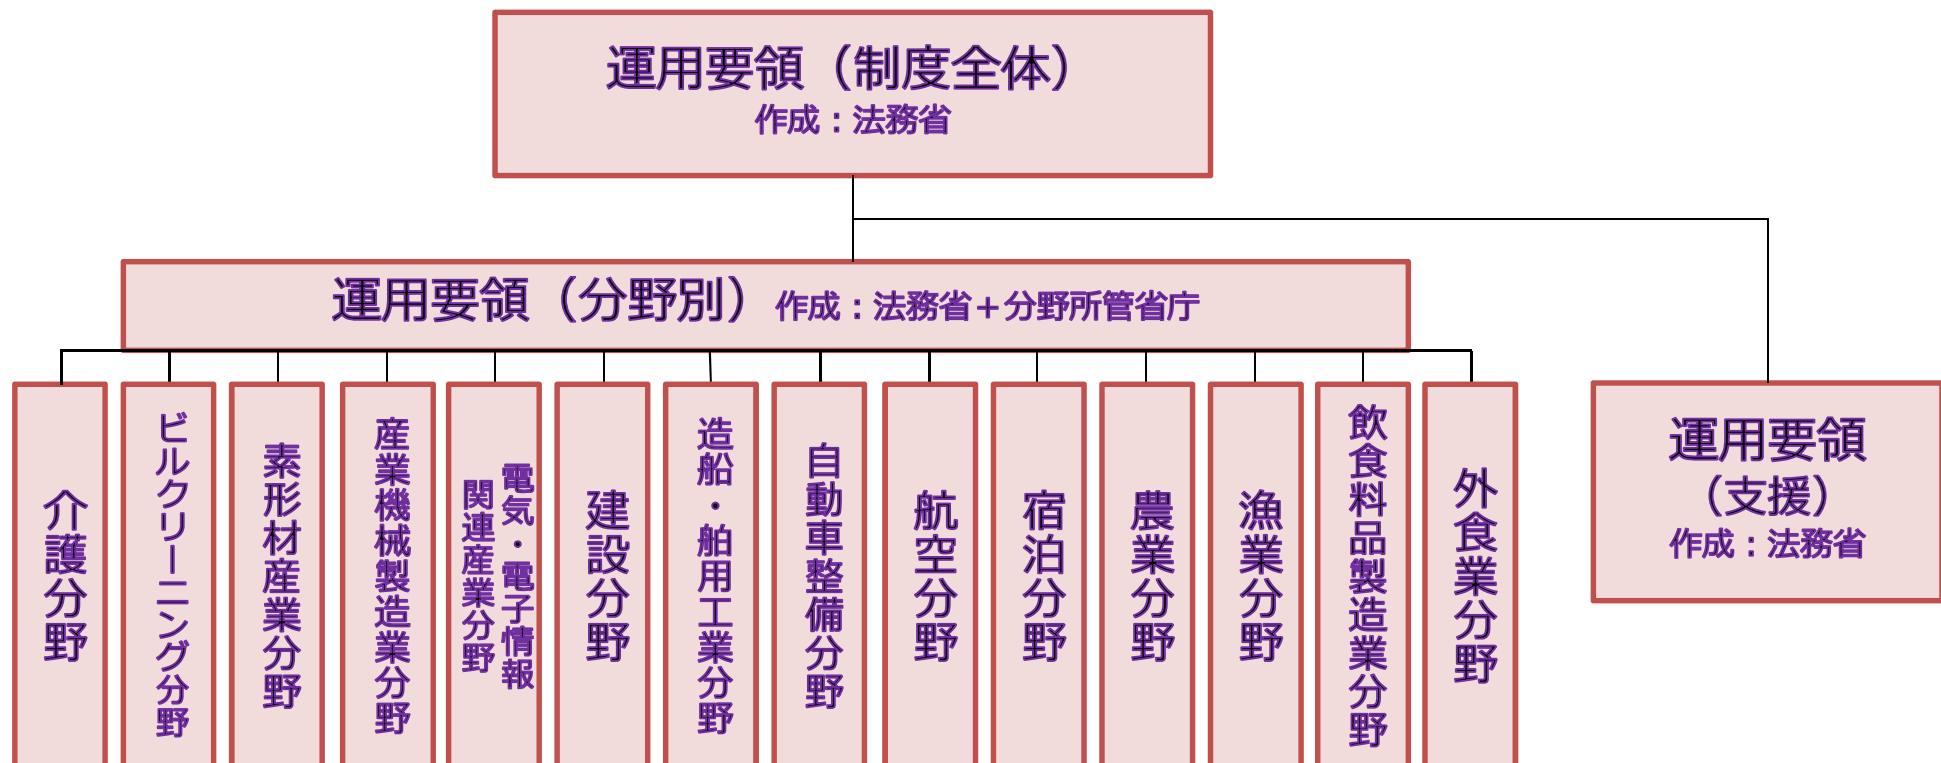 運用要領（制度全体）
作成：法務省
運用要領（分野別）作成：法務省＋分野所管省庁
介護分野
ビルクリーニング分野
素形材産業分野
産業機械製造業分野
電気・電子情報
関連産業分野
建設分野
造船・舶用工業分野
自動車整備分野
航空分野
宿泊分野
農業分野
漁業分野
飲食料品製造業分野
外食業分野
運用要領
（支援）
作成：法務省